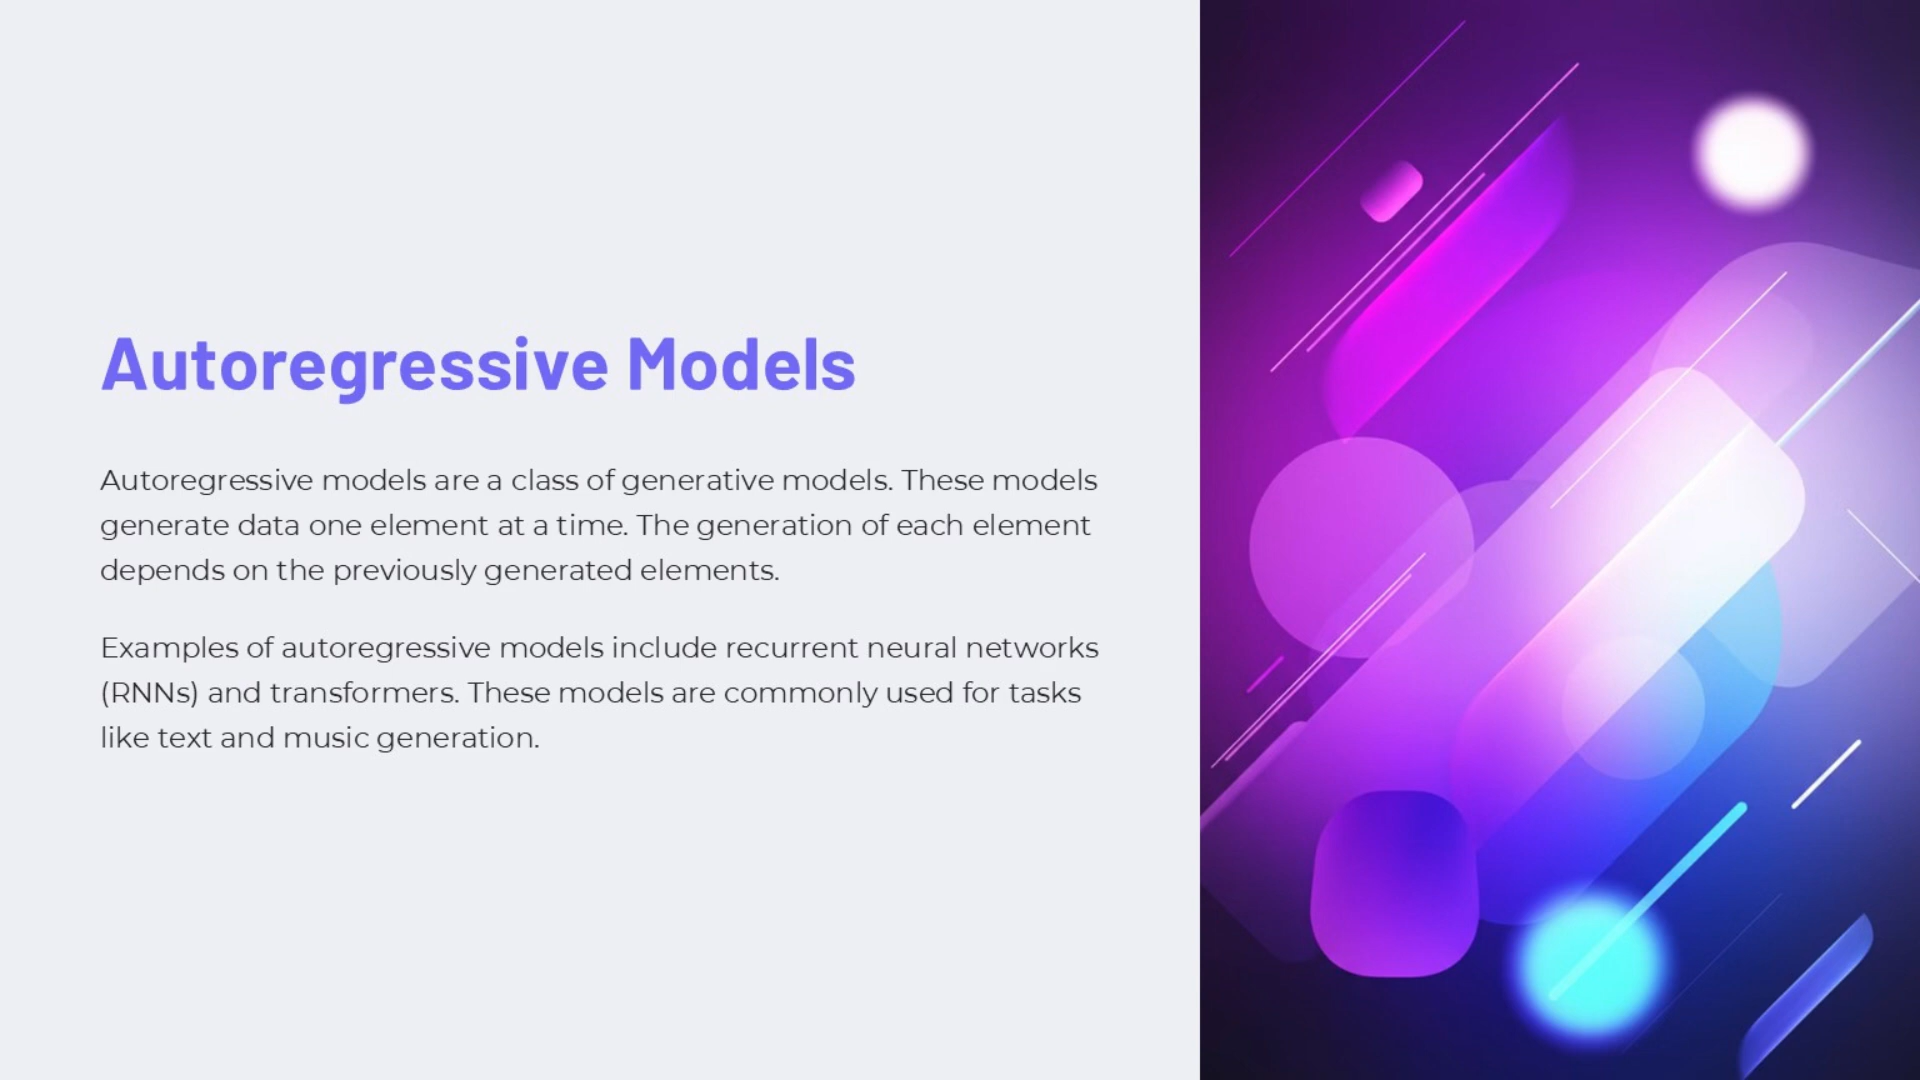 Autoregressive Models
Autoregressive models are a class of generative models. These models
generate data one element at a time. The generation of each element
depends on the previously generated elements.
Examples of autoregressive models include recurrent neural networks
(RNNs) and transformers. These models are commonly used for tasks
like text and music generation.